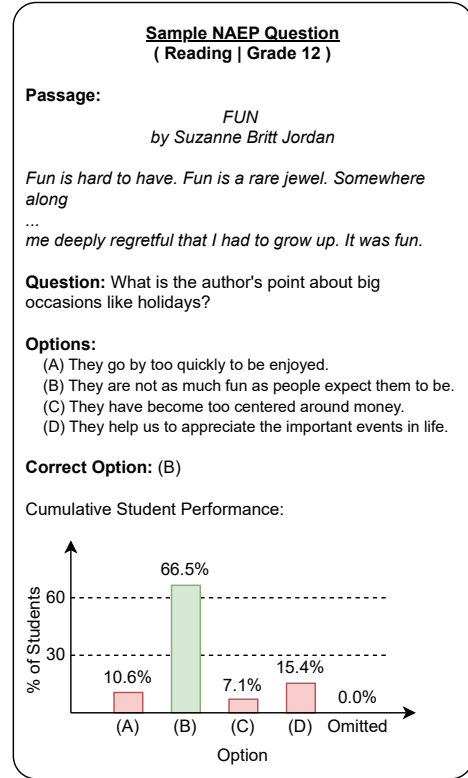 Sample NAEP Question
( Reading | Grade 12 )
Passage:
FUN
by Suzanne Britt Jordan
Fun is hard to have. Fun is a rare jewel. Somewhere
along
...
me deeply regretful that I had to grow up. It was fun.
Question: What is the author's point about big
occasions like holidays?
Options:
(A) They go by too quickly to be enjoyed.
(B) They are not as much fun as people expect them to be.
(C) They have become too centered around money.
(D) They help us to appreciate the important events in life.
Correct Option: (B)
Cumulative Student Performance:
% of Students
60
30
10.6%
66.5%
7.1%
15.4%
0.0%
(A) (B) (C) (D) Omitted
Option